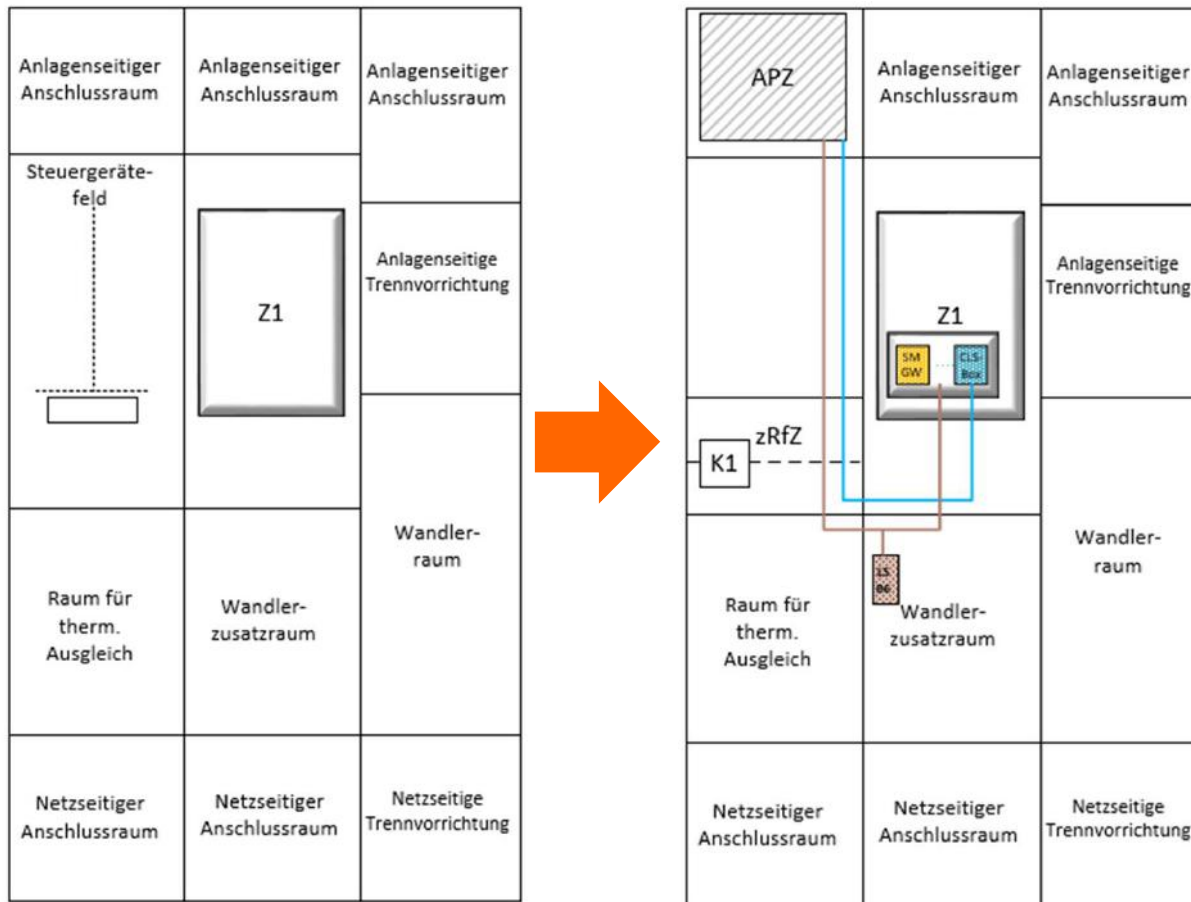 Anlagenseitiger
Anschlussraum
Anlagenseitiger
Anschlussraum
Anlagenseitiger
Anschlussraum
Steuergeräte-
feld
Z1
Anlagenseitige
Trennvorrichtung
Wandler-
raum
Raum für
therm.
Ausgleich
Wandler-
zusatzraum
Netzseitiger
Anschlussraum
Netzseitiger
Anschlussraum
Netzseitige
Trennvorrichtung
APZ
Anlagenseitiger
Anschlussraum
Anlagenseitiger
Anschlussraum
Anlagenseitige
Trennvorrichtung
Z1
SM
GW
CLS-
Box
zRfZ
K1
Wandler-
raum
LS
B6
Raum für
therm.
Ausgleich
Wandler-
zusatzraum
Netzseitiger
Anschlussraum
Netzseitiger
Anschlussraum
Netzseitige
Trennvorrichtung